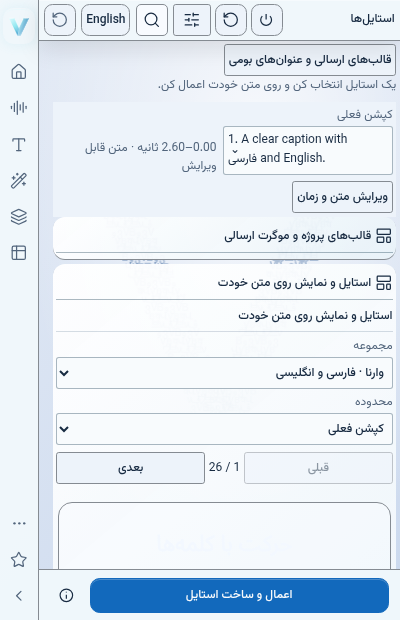 English
استایل‌ها
قالب‌های ارسالی و عنوان‌های بومی
یک استایل انتخاب کن و روی متن خودت اعمال کن.
کپشن فعلی
1. A clear caption with
فارسی and English.
0.00–2.60 ثانیه · متن قابل
ویرایش
ویرایش متن و زمان
قالب‌های پروژه و موگرت ارسالی
استایل و نمایش روی متن خودت
استایل و نمایش روی متن خودت
مجموعه
وارنا · فارسی و انگلیسی
محدوده
کپشن فعلی
قبلی
1 / 26
بعدی
اعمال و ساخت استایل